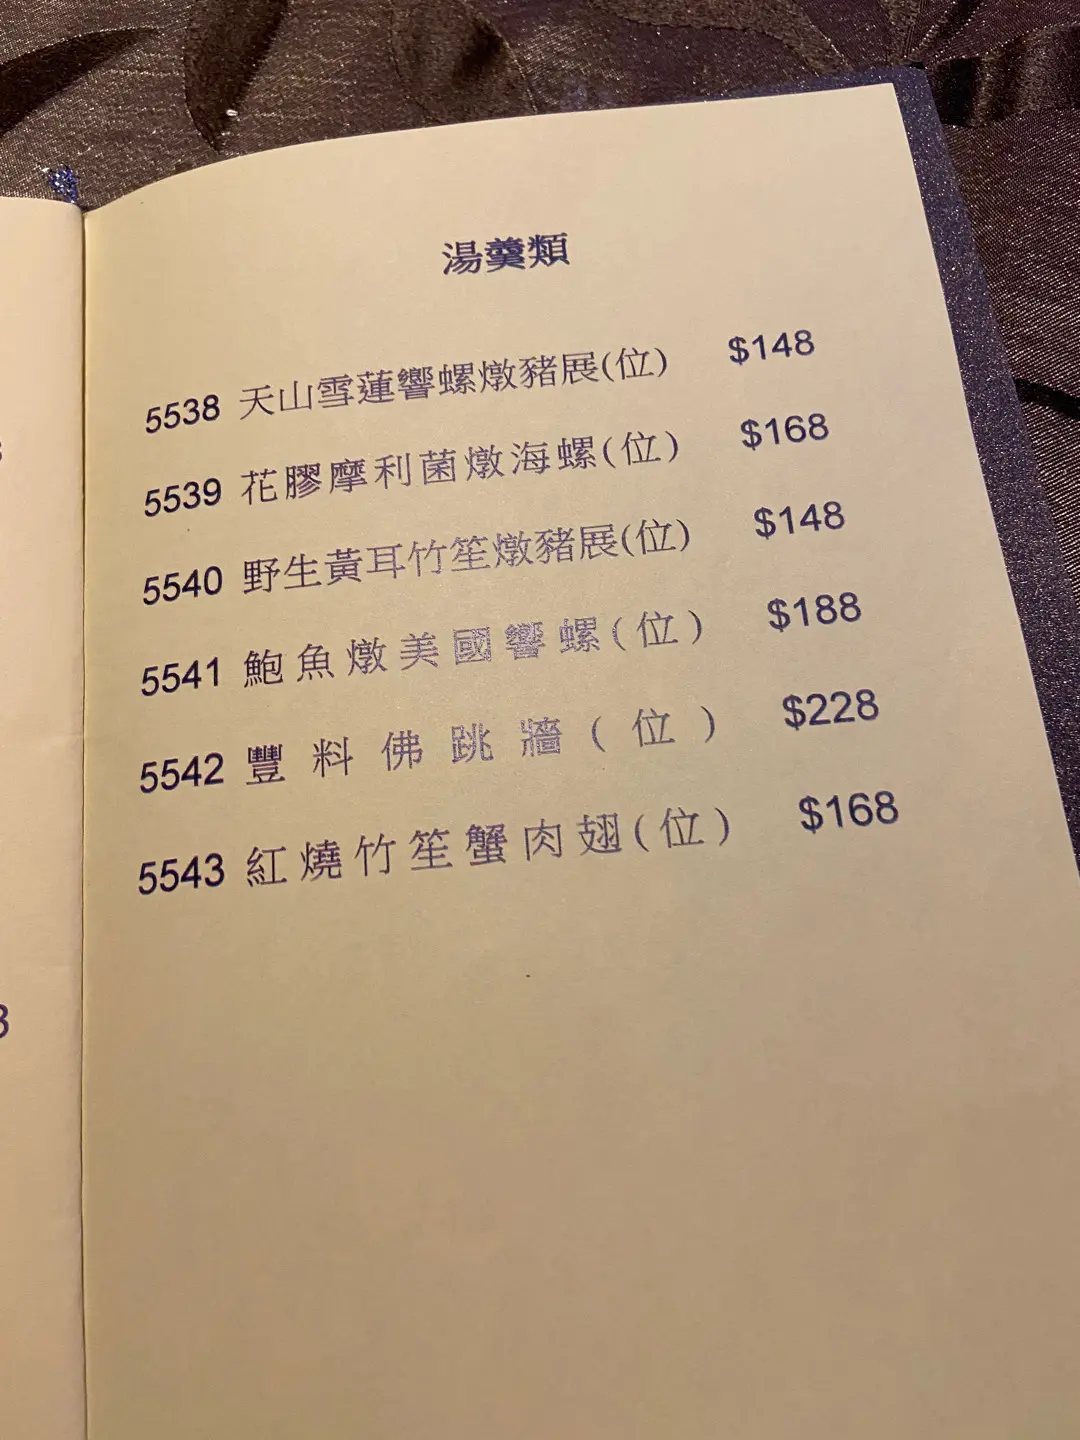 湯羹類
5538 天山雪蓮響螺燉豬展(位) $148
5539 花膠摩利菌燉海螺(位) $168
5540 野生黃耳竹笙燉豬展(位) $148
5541 鮑魚燉美國響螺(位) $188
5542 豐料佛跳牆(位) $228
5543 紅燒竹笙蟹肉翅(位) $168